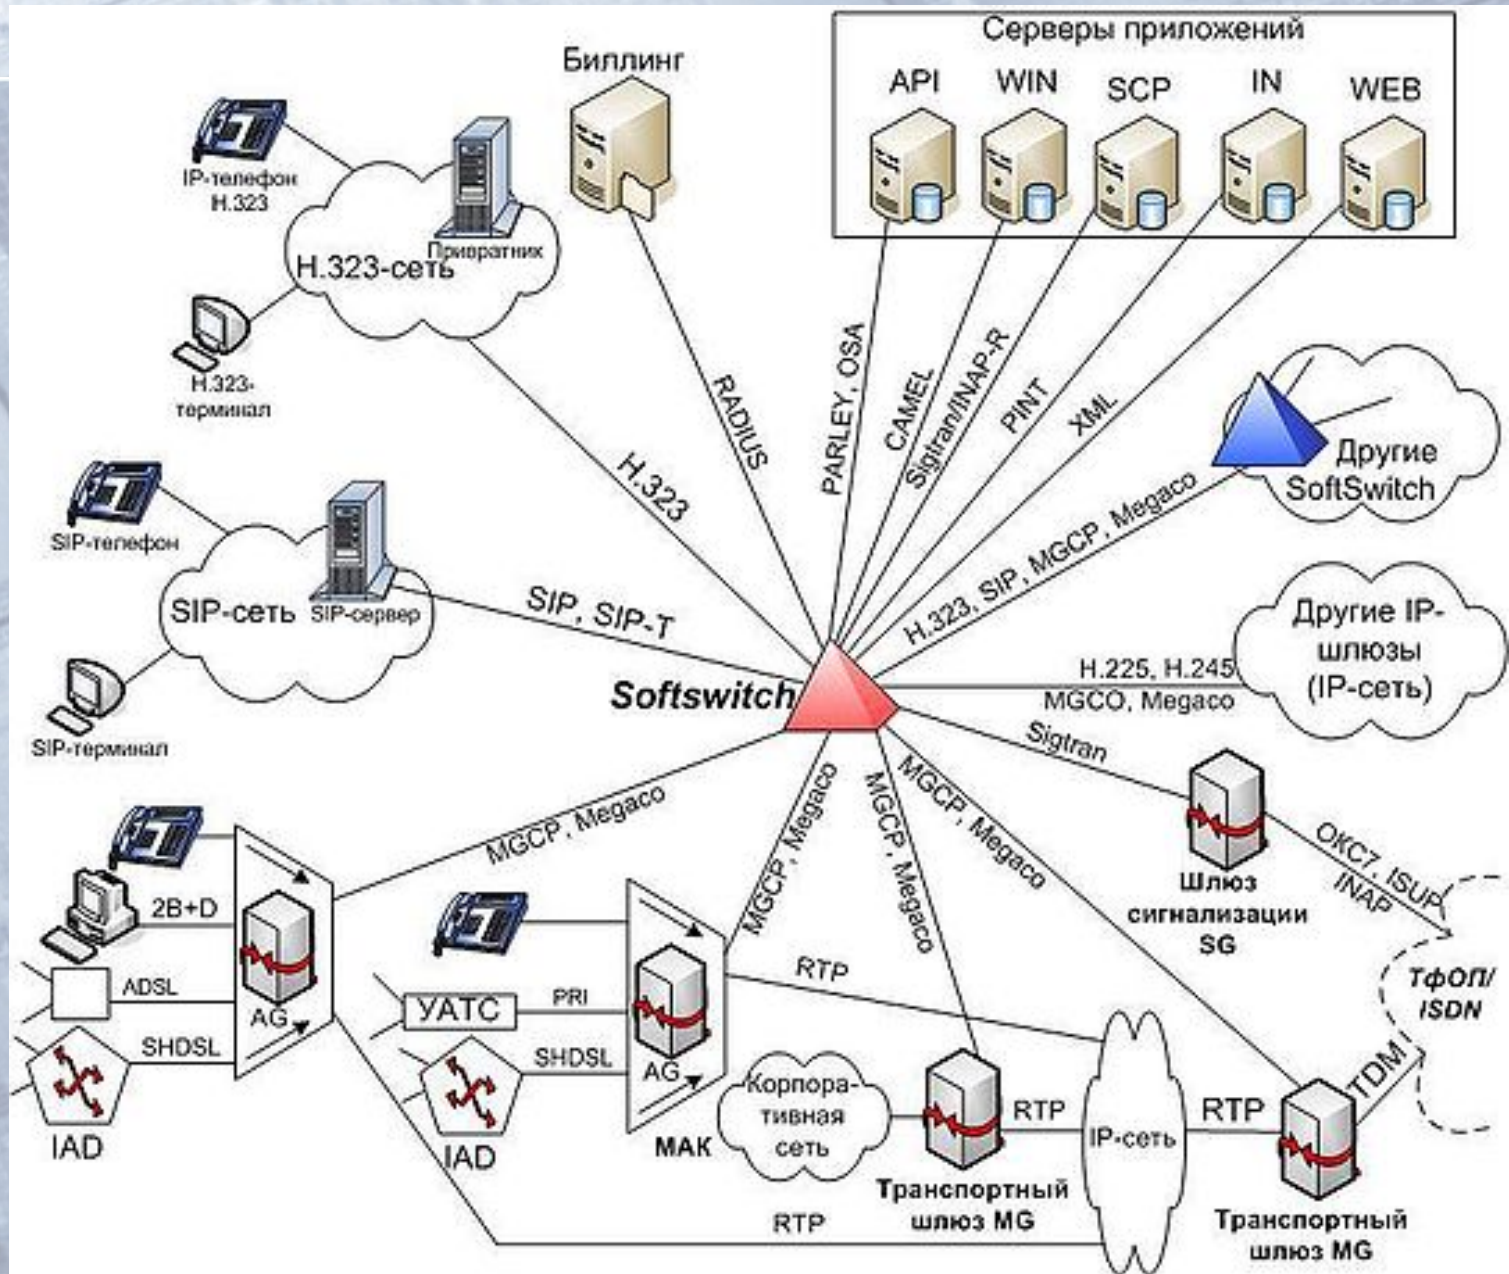 Серверы приложений
Биллинг
API
WIN
SCP
IN
WEB
IP-телефон
H.323
Привратник
H.323-сеть
H.323-
терминал
RADIUS
PARLEY, OSA
CAMEL
Sigtran/INAP-R
PINT
XML
H.323
Другие
SoftSwitch
H.323, SIP, MGCP, Megaco
SIP-телефон
SIP-сеть
SIP-сервер
SIP, SIP-T
SIP-терминал
Softswitch
Другие IP-
шлюзы
(IP-сеть)
H.225, H.245
MGCO, Megaco
Sigtran
MGCP, Megaco
MGCP, Megaco
MGCP, Megaco
MGCP, Megaco
Шлюз
сигнализации
SG
ОКС7, ISUP
INAP
ТфОП/
ISDN
TDM
2B+D
ADSL
SHDSL
AG
IAD
УАТС
PRI
SHDSL
AG
IAD
МАК
RTP
Корпора-
тивная
сеть
RTP
IP-сеть
RTP
Транспортный
шлюз MG
Транспортный
шлюз MG
RTP